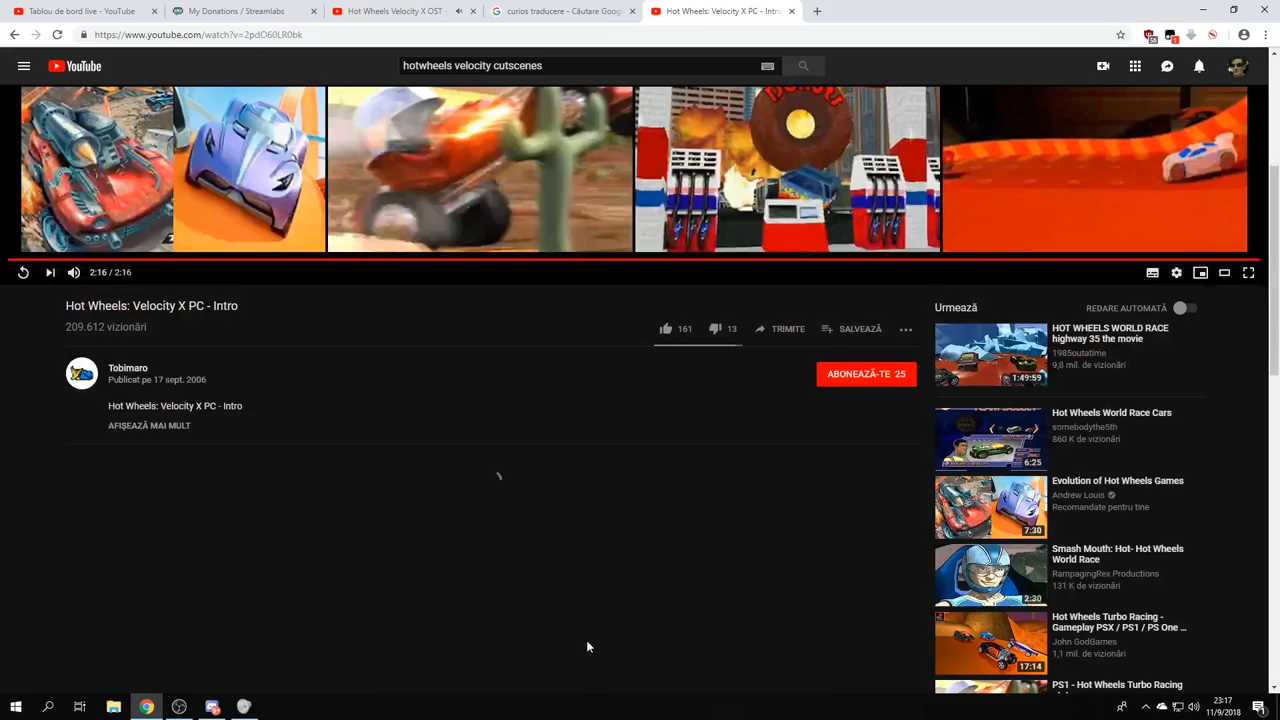 Tablou de bord live - YouTube
My Donations / Streamlabs
Hot Wheels Velocity X OST -
curios traducere - Căutare Googl
Hot Wheels: Velocity X PC - Intro
https://www.youtube.com/watch?v=2pdO60LR0bk
56
1
YouTube
hotwheels velocity cutscenes
DONUTS
2:16 / 2:16
Hot Wheels: Velocity X PC - Intro
209.612 vizionări
161
13
TRIMITE
SALVEAZĂ
Tobimaro
Publicat pe 17 sept. 2006
ABONEAZĂ-TE 25
Hot Wheels: Velocity X PC - Intro
AFIȘEAZĂ MAI MULT
Urmează
REDARE AUTOMATĂ
HOT WHEELS WORLD RACE
highway 35 the movie
1985outatime
9,8 mil. de vizionări
1:49:59
Hot Wheels World Race Cars
somebodythe5th
860 K de vizionări
6:25
Evolution of Hot Wheels Games
Andrew Louis
Recomandate pentru tine
7:30
Smash Mouth: Hot- Hot Wheels
World Race
RampagingRex Productions
131 K de vizionări
2:30
Hot Wheels Turbo Racing -
Gameplay PSX / PS1 / PS One ...
John GodGames
1,1 mil. de vizionări
17:14
PS1 - Hot Wheels Turbo Racing
23:17
11/9/2018
1